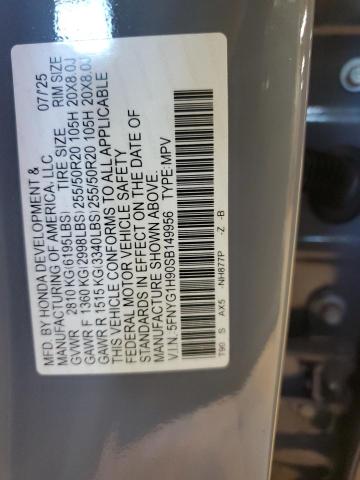 MFD. BY HONDA DEVELOPMENT & 07/'25
MANUFACTURING OF AMERICA, LLC TIRE SIZE RIM SIZE
GVWR 2810 KG(6195LBS)
GAWR F 1360 KG(2998LBS) 255/50R20 105H 20X8.0J
GAWR R 1515 KG(3340LBS) 255/50R20 105H 20X8.0J
THIS VEHICLE CONFORMS TO ALL APPLICABLE
FEDERAL MOTOR VEHICLE SAFETY
STANDARDS IN EFFECT ON THE DATE OF
MANUFACTURE SHOWN ABOVE.
V.I.N. 5FNYG1H90SB149956 TYPE:MPV
T90 S AX5 -NH877P -Z -B